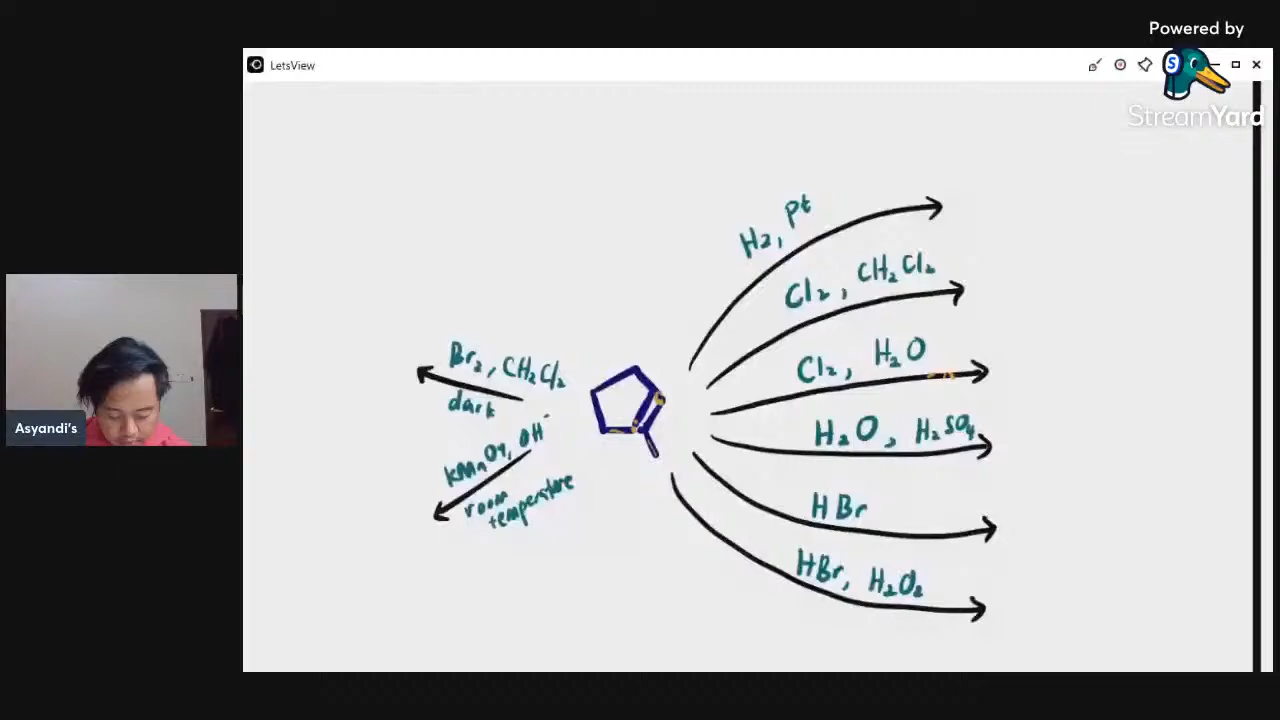 Powered by
LetsView
StreamYard
H2, pt
Cl2, CH2Cl2
Cl2, H2O
H2O, H2SO4
HBr
HBr, H2O2
Br2, CH2Cl2
dark
KMnO4, OH-
room
temperature
Asyandi's